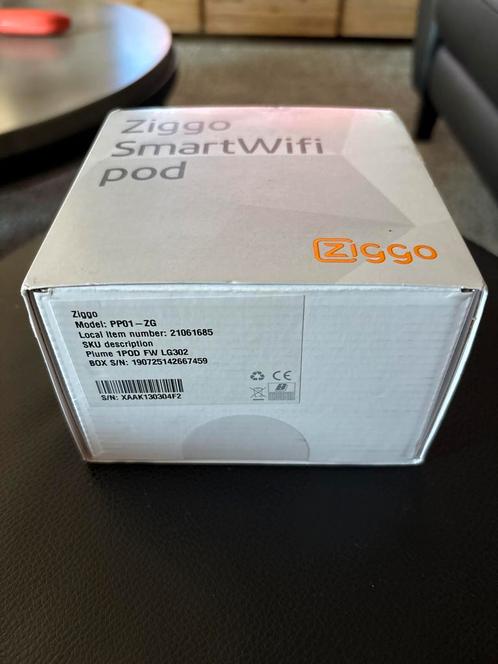 Ziggo
SmartWifi
pod
Ziggo
Ziggo
Model: PP01-ZG
Local item number: 21061685
SKU description
Plume 1POD FW LG302
BOX S/N: 190725142667459
S/N: XAAK130304F2
CE